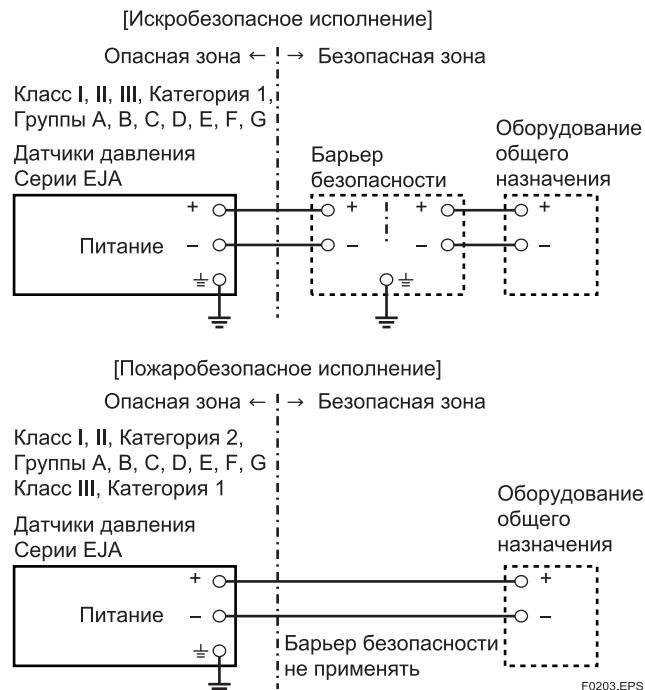 [Искробезопасное исполнение]
Опасная зона ← → Безопасная зона
Класс I, II, III, Категория 1,
Группы A, B, C, D, E, F, G
Датчики давления
Серии EJA
Барьер
безопасности
Оборудование
общего
назначения
+ + + +
Питание – – – –
[Пожаробезопасное исполнение]
Опасная зона ← → Безопасная зона
Класс I, II, Категория 2,
Группы A, B, C, D, E, F, G
Класс III, Категория 1
Датчики давления
Серии EJA
Оборудование
общего
назначения
+ +
Питание – –
Барьер безопасности
не применять
F0203.EPS